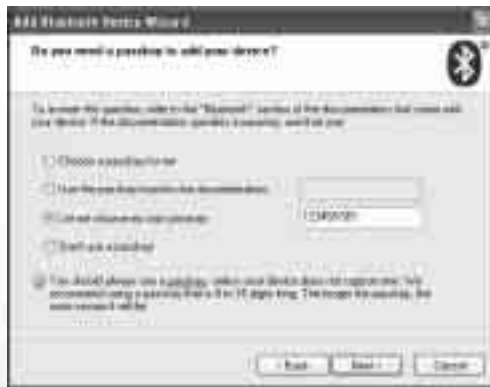 Add Bluetooth Device Wizard
Do you need a passkey to add your device?
To answer this question, refer to the "Bluetooth" section of the documentation that came with
your device. If the documentation specifies a passkey, use that one.
Choose a passkey for me
Use the passkey found in the documentation:
Let me choose my own passkey:
Don't use a passkey
You should always use a passkey, unless your device does not support one. We
recommend using a passkey that is 8 to 16 digits long. The longer the passkey, the
more secure it will be.
< Back Next > Cancel